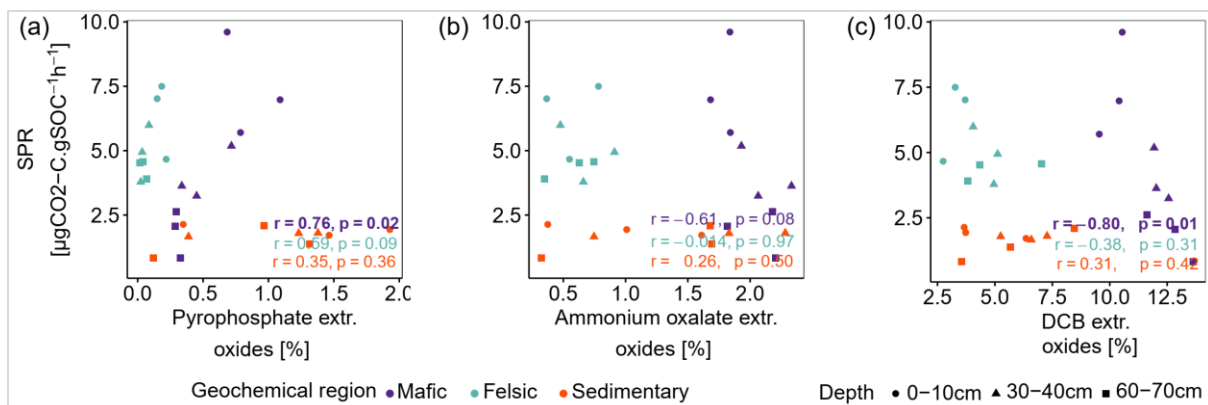 (a)
(b)
(c)
SPR
[µgCO2−C.gSOC−1h−1]
10.0
7.5
5.0
2.5
r = 0.76, p = 0.02
r = 0.59, p = 0.09
r = 0.35, p = 0.36
0.0 0.5 1.0 1.5 2.0
Pyrophosphate extr.
oxides [%]
10.0
7.5
5.0
2.5
r = −0.61, p = 0.08
r = −0.014, p = 0.97
r = 0.26, p = 0.50
0.5 1.0 1.5 2.0
Ammonium oxalate extr.
oxides [%]
10.0
7.5
5.0
2.5
r = −0.80, p = 0.01
r = −0.38, p = 0.31
r = 0.31, p = 0.42
2.5 5.0 7.5 10.0 12.5
DCB extr.
oxides [%]
Geochemical region Mafic Felsic Sedimentary
Depth 0−10cm 30−40cm 60−70cm